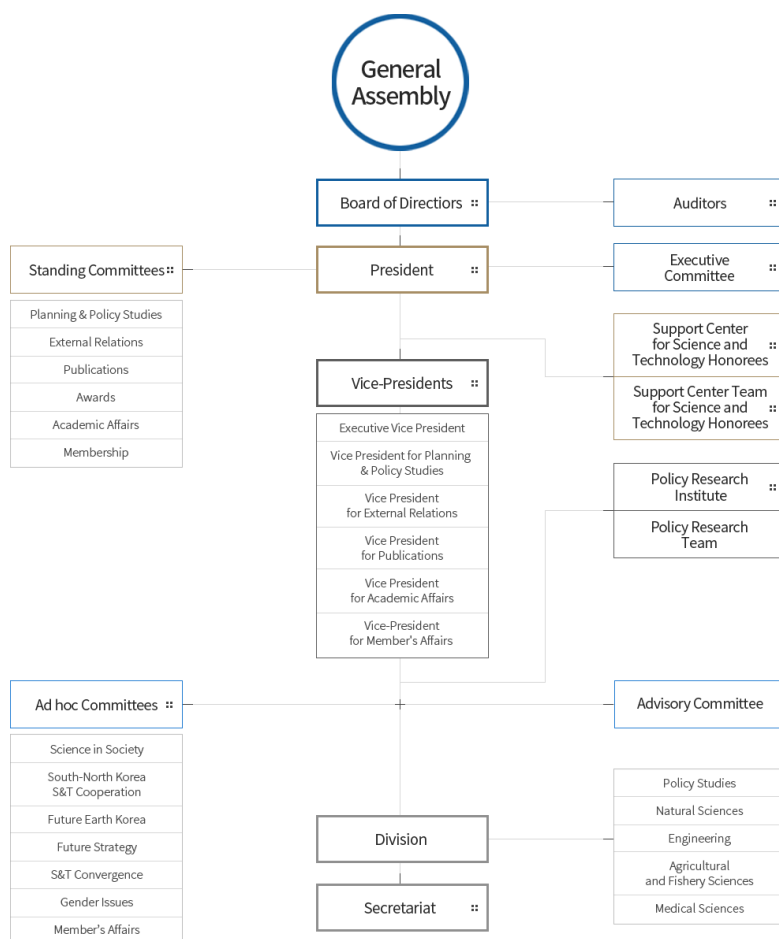 General
Assembly
Board of Directiors
Auditors
Standing Committees
President
Executive
Committee
Planning & Policy Studies
External Relations
Publications
Awards
Academic Affairs
Membership
Support Center
for Science and
Technology Honorees
Support Center Team
for Science and
Technology Honorees
Vice-Presidents
Executive Vice President
Vice President for Planning
& Policy Studies
Vice President
for External Relations
Vice President
for Publications
Vice President
for Academic Affairs
Vice-President
for Member's Affairs
Policy Research
Institute
Policy Research
Team
Ad hoc Committees
Advisory Committee
Science in Society
South-North Korea
S&T Cooperation
Future Earth Korea
Future Strategy
S&T Convergence
Gender Issues
Member's Affairs
Division
Policy Studies
Natural Sciences
Engineering
Agricultural
and Fishery Sciences
Medical Sciences
Secretariat